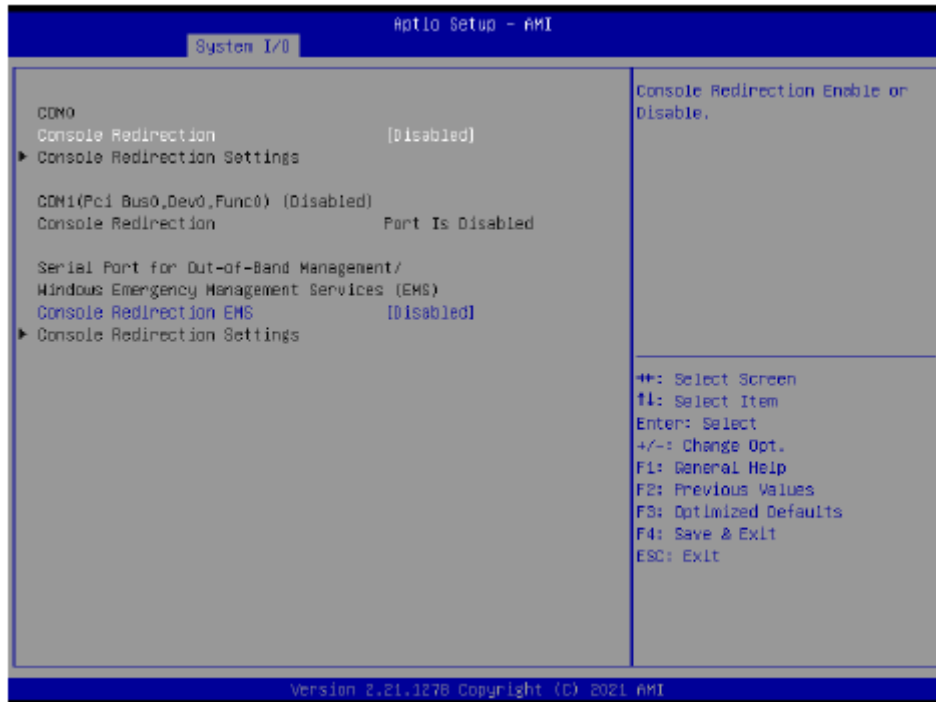 Aptio Setup - AMI
System I/O
COM0
Console Redirection [Disabled]
Console Redirection Settings
COM1(Pci Bus0,Dev0,Func0) (Disabled)
Console Redirection Port Is Disabled
Serial Port for Out-of-Band Management/
Windows Emergency Management Services (EMS)
Console Redirection EMS [Disabled]
Console Redirection Settings
Console Redirection Enable or
Disable.
→←: Select Screen
↑↓: Select Item
Enter: Select
+/-: Change Opt.
F1: General Help
F2: Previous Values
F3: Optimized Defaults
F4: Save & Exit
ESC: Exit
Version 2.21.1278 Copyright (C) 2021 AMI